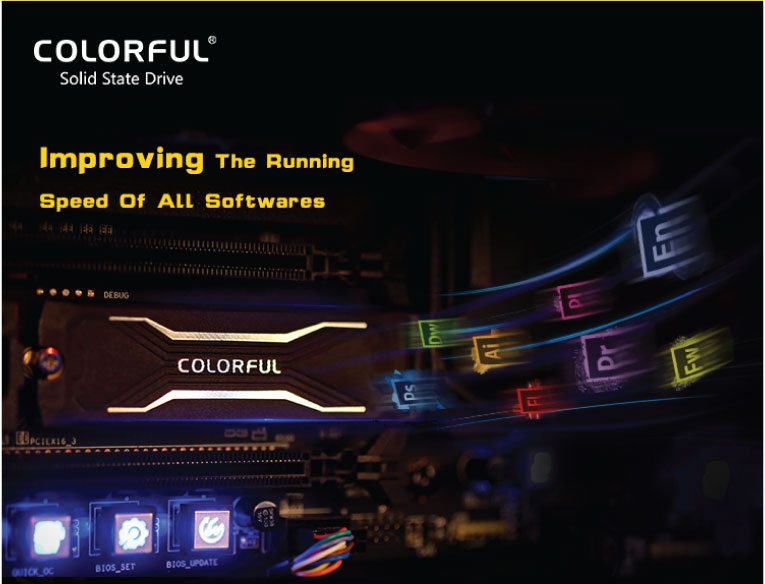 COLORFUL®
Solid State Drive
Improving The Running
Speed Of All Softwares
En
Pl
DEBUG
Dw
Ai
Pr
Fw
COLORFUL
Ps
Fl
PCIEX16_3
QUICK_OC
BIOS_SET
BIOS_UPDATE